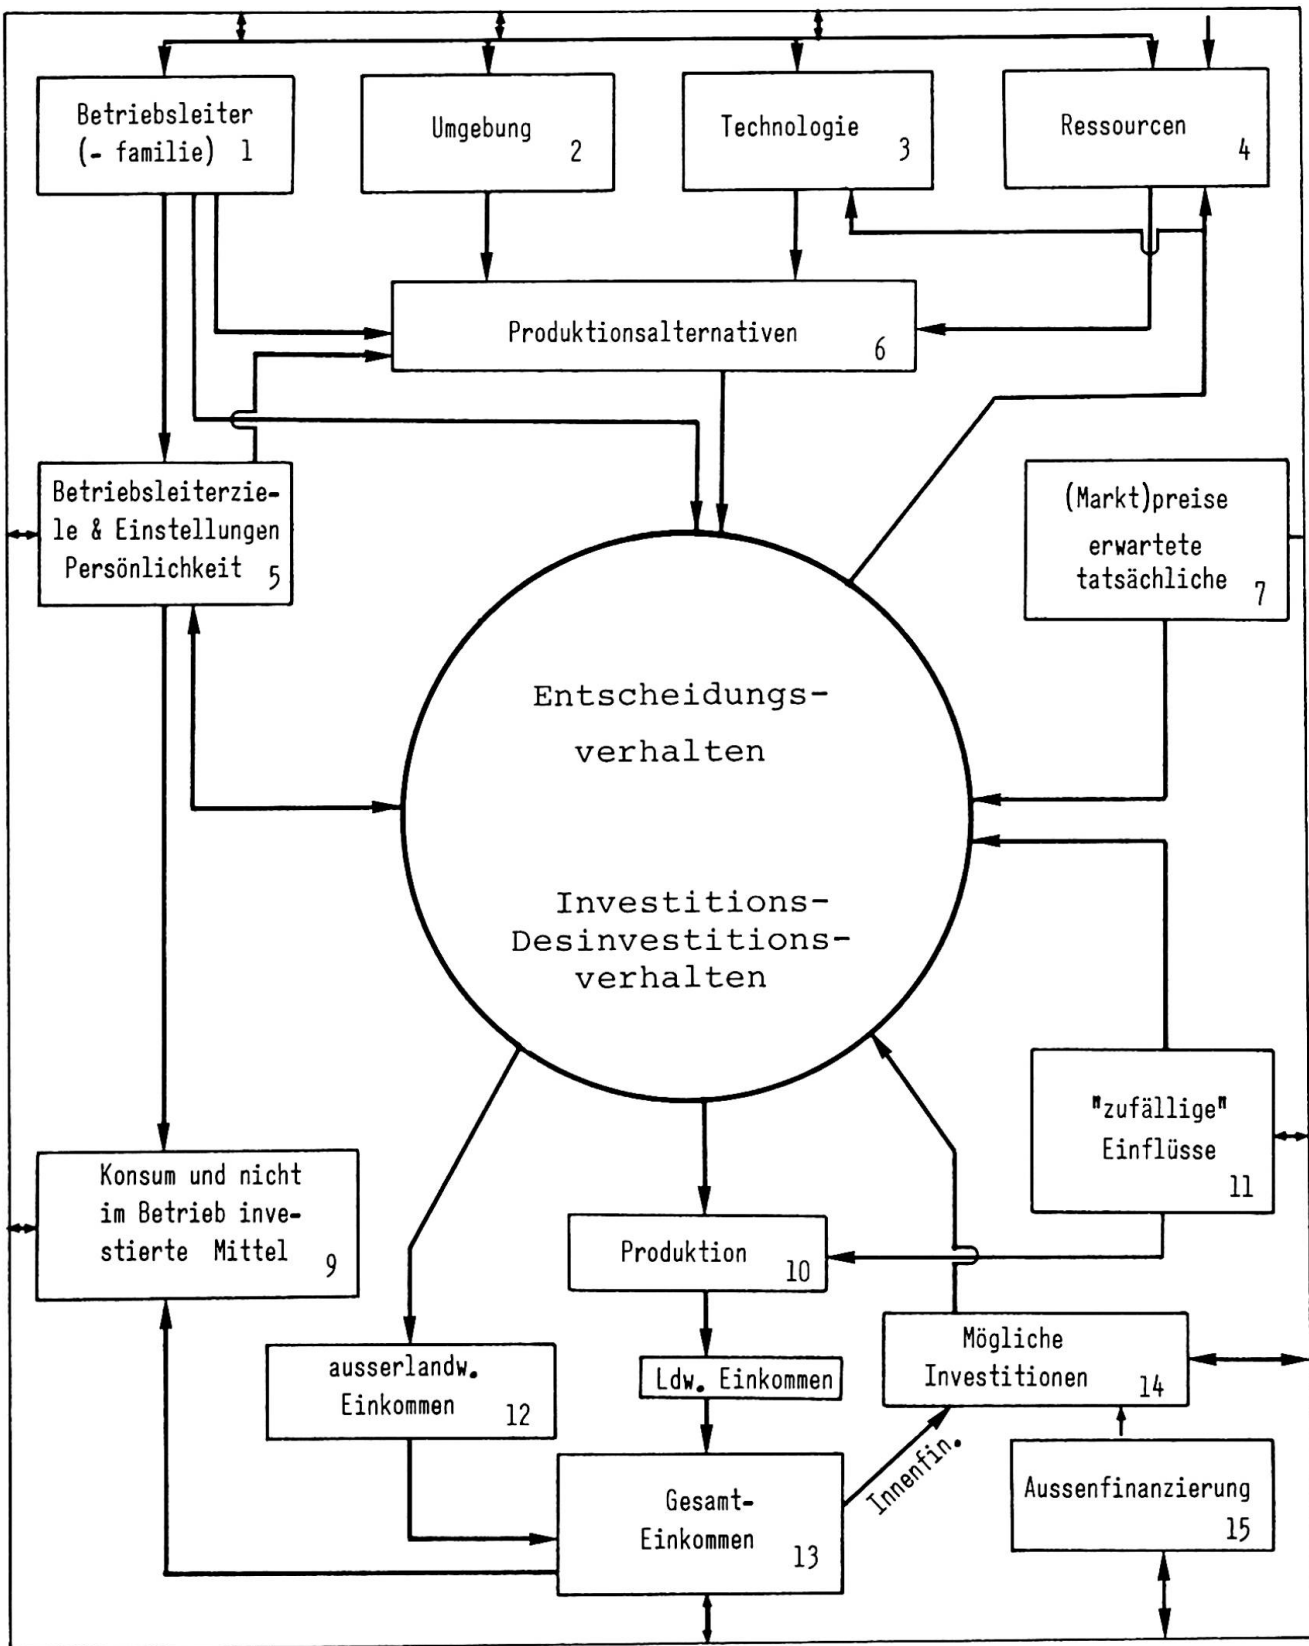 Betriebsleiter
(- familie) 1
Umgebung
2
Technologie
3
Ressourcen
4
Produktionsalternativen
6
Betriebsleiterzie-
le & Einstellungen
Persönlichkeit 5
(Markt)preise
erwartete
tatsächliche
7
Entscheidungs-
verhalten
Investitions-
Desinvestitions-
verhalten
"zufällige"
Einflüsse
11
Konsum und nicht
im Betrieb inve-
stierte Mittel
9
Produktion
10
ausserlandw.
Einkommen
12
Ldw. Einkommen
Mögliche
Investitionen
14
Innenfin.
Gesamt-
Einkommen
13
Aussenfinanzierung
15